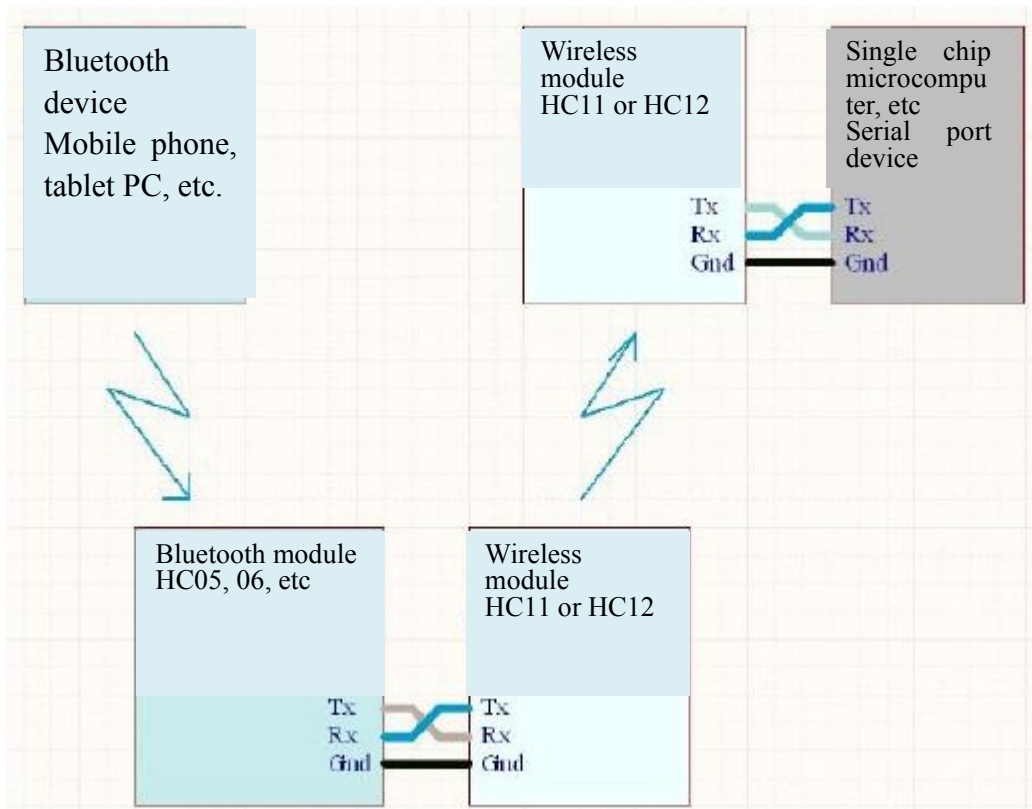 Bluetooth
device
Mobile phone,
tablet PC, etc.
Wireless
module
HC11 or HC12
Tx
Rx
Gnd
Single chip
microcompu
ter, etc
Serial port
device
Tx
Rx
Gnd
Bluetooth module
HC05, 06, etc
Tx
Rx
Gnd
Wireless
module
HC11 or HC12
Tx
Rx
Gnd